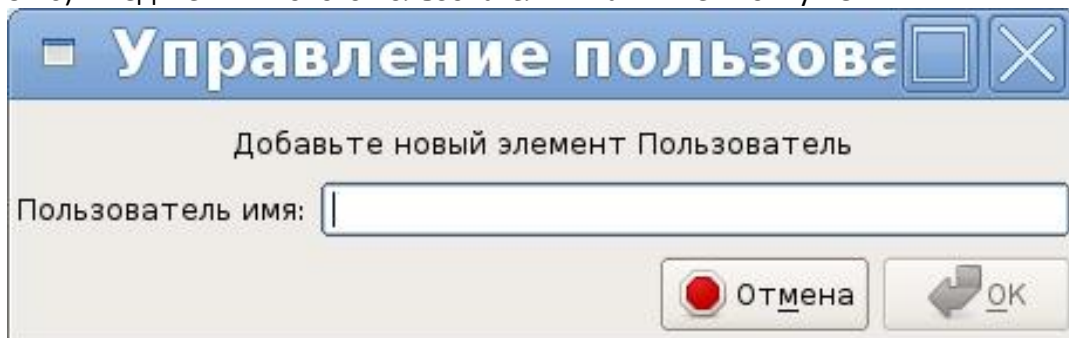 Управление пользова
Добавьте новый элемент Пользователь
Пользователь имя:
Отмена
OK